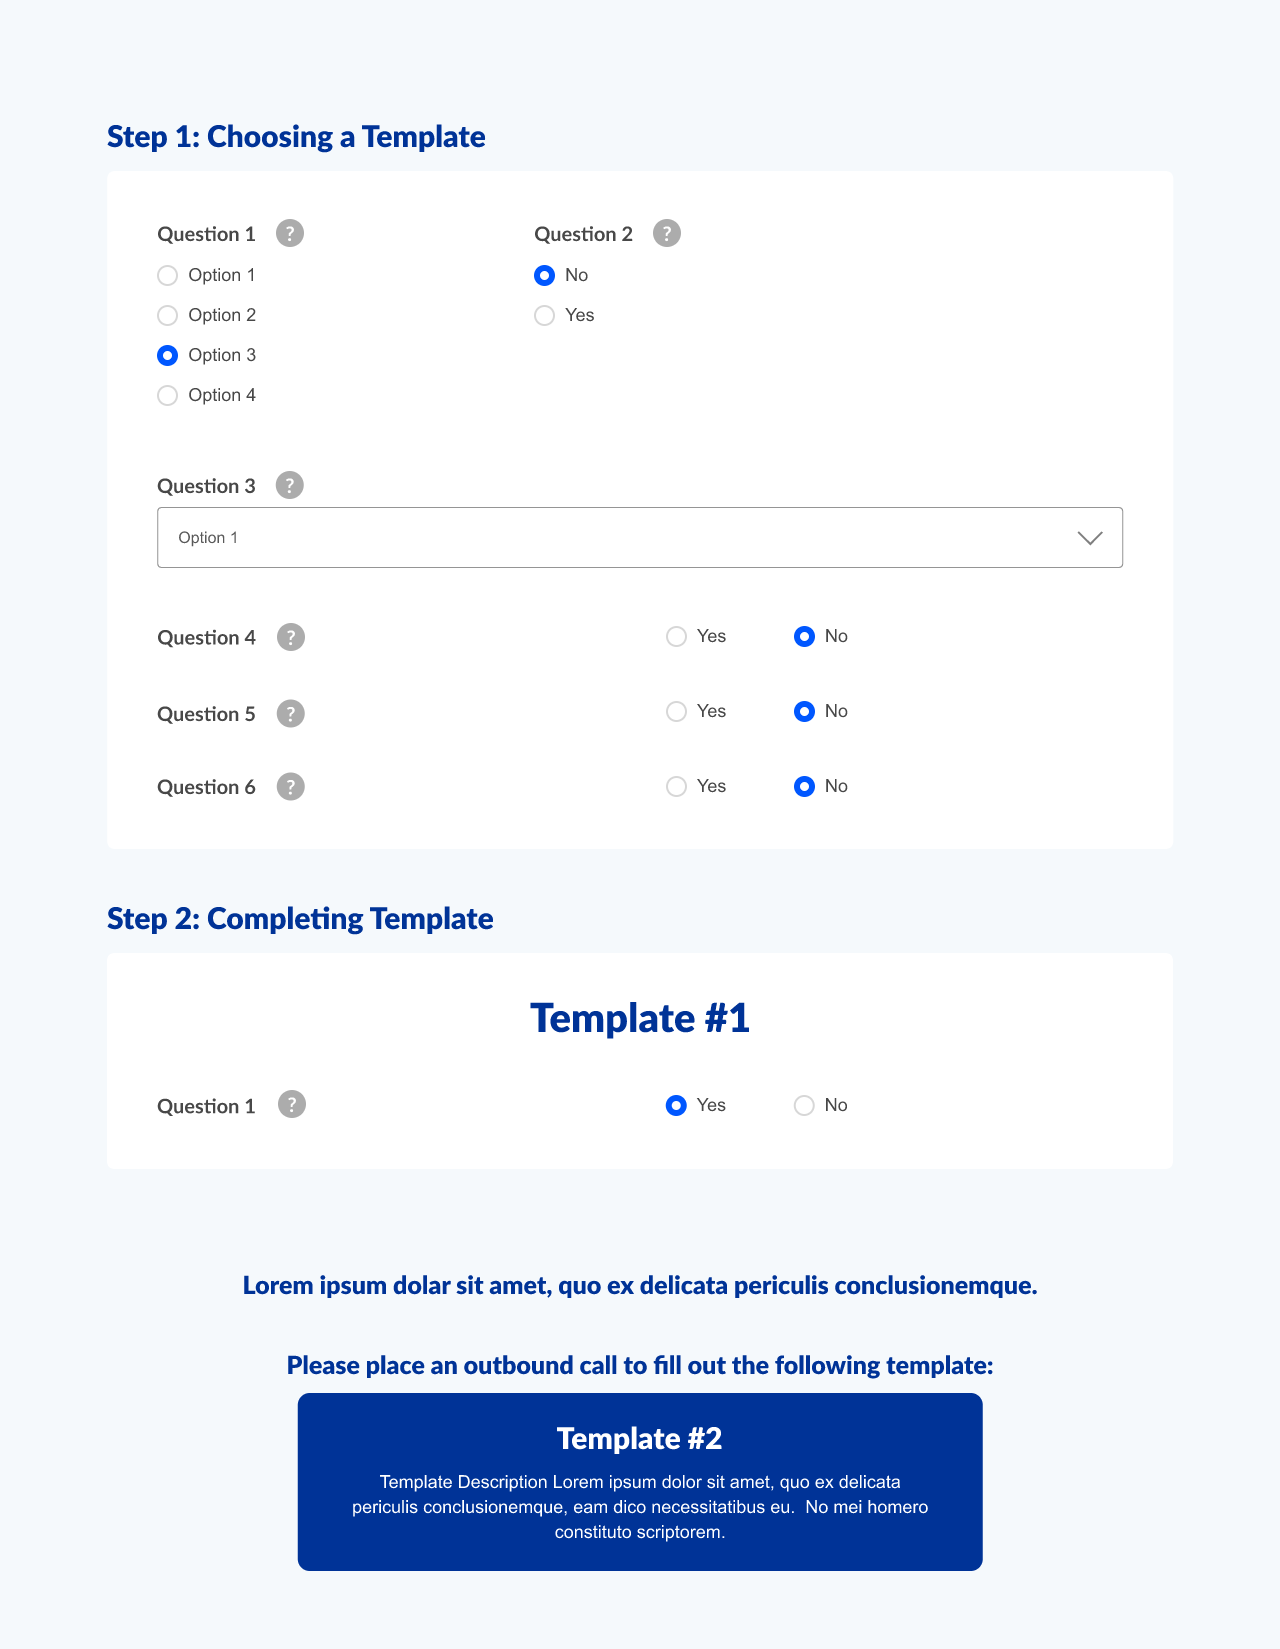 Step 1: Choosing a Template
Question 1 ?
Option 1
Option 2
Option 3
Option 4
Question 2 ?
No
Yes
Question 3 ?
Option 1
Question 4 ? Yes No
Question 5 ? Yes No
Question 6 ? Yes No
Step 2: Completing Template
Template #1
Question 1 ? Yes No
Lorem ipsum dolar sit amet, quo ex delicata periculis conclusionemque.
Please place an outbound call to fill out the following template:
Template #2
Template Description Lorem ipsum dolor sit amet, quo ex delicata
periculis conclusionemque, eam dico necessitatibus eu.  No mei homero
constituto scriptorem.